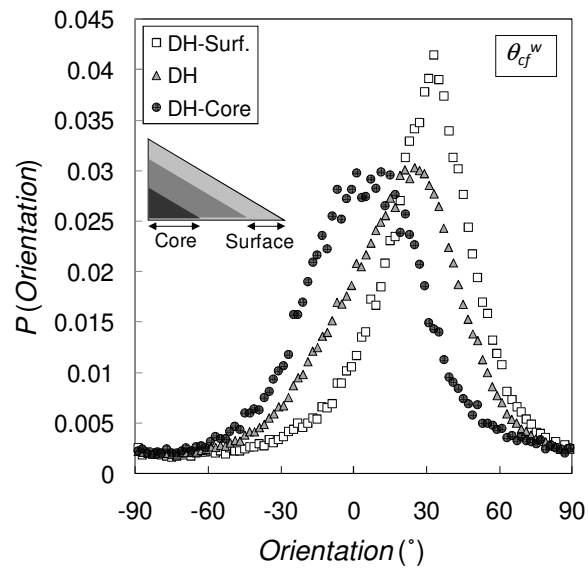 0.045
0.04
0.035
0.03
0.025
0.02
0.015
0.01
0.005
0
P (Orientation)
DH-Surf.
DH
DH-Core
θcfʷ
Core Surface
-90 -60 -30 0 30 60 90
Orientation (˚)